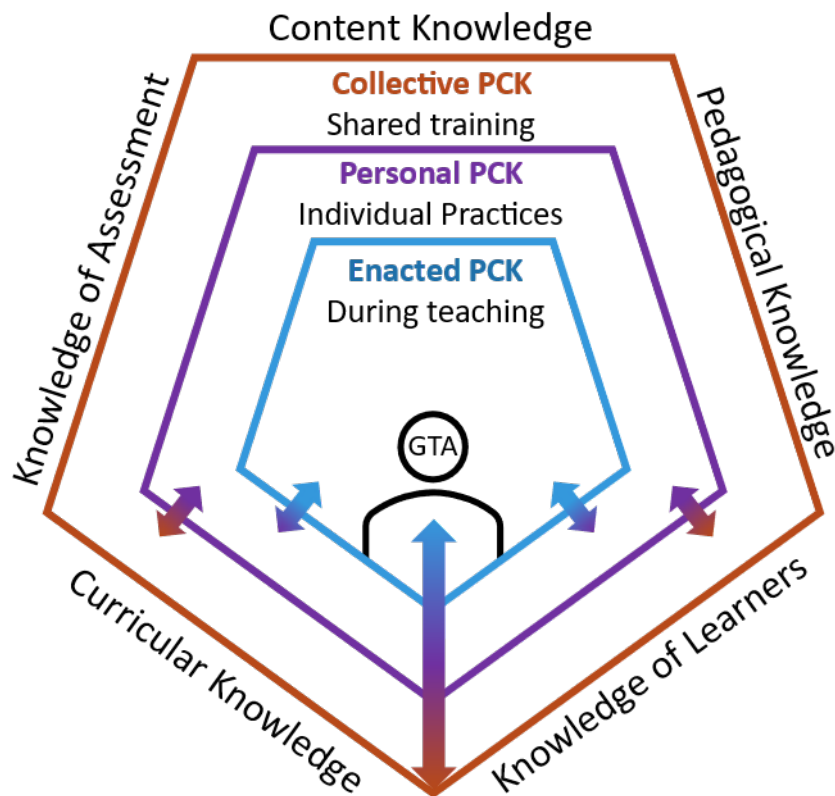 Content Knowledge
Collective PCK
Shared training
Personal PCK
Individual Practices
Enacted PCK
During teaching
GTA
Knowledge of Assessment
Pedagogical Knowledge
Curricular Knowledge
Knowledge of Learners